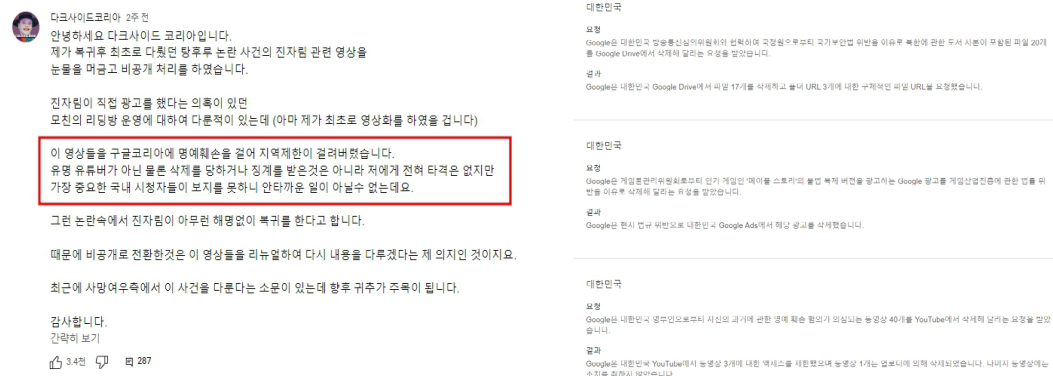 다크사이드코리아 2주 전
안녕하세요 다크사이드 코리아입니다.
제가 복귀후 최초로 다뤘던 탕후루 논란 사건의 진자림 관련 영상을
눈물을 머금고 비공개 처리를 하였습니다.
진자림이 직접 광고를 했다는 의혹이 있던
모친의 리딩방 운영에 대하여 다룬적이 있는데 (아마 제가 최초로 영상화를 하였을 겁니다)
이 영상들을 구글코리아에 명예훼손을 걸어 지역제한이 걸려버렸습니다.
유명 유튜버가 아닌 물론 삭제를 당하거나 징계를 받은것은 아니라 저에게 전혀 타격은 없지만
가장 중요한 국내 시청자들이 보지를 못하니 안타까운 일이 아닐수 없는데요.
그런 논란속에서 진자림이 아무런 해명없이 복귀를 한다고 합니다.
때문에 비공개로 전환한것은 이 영상들을 리뉴얼하여 다시 내용을 다루겠다는 제 의지인 것이지요.
최근에 사망여우측에서 이 사건을 다룬다는 소문이 있는데 향후 귀추가 주목이 됩니다.
감사합니다.
간략히 보기
3.4천 287
대한민국
요청
Google은 대한민국 방송통신심의위원회와 협력하여 국정원으로부터 국가보안법 위반을 이유로 북한에 관한 도서 사본이 포함된 파일 20개
를 Google Drive에서 삭제해 달라는 요청을 받았습니다.
결과
Google은 대한민국 Google Drive에서 파일 17개를 삭제하고 폴더 URL 3개에 대한 구체적인 파일 URL을 요청했습니다.
대한민국
요청
Google은 게임물관리위원회로부터 인기 게임인 '메이플 스토리'의 불법 복제 버전을 광고하는 Google 광고를 게임산업진흥에 관한 법률 위
반을 이유로 삭제해 달라는 요청을 받았습니다.
결과
Google은 현지 법규 위반으로 대한민국 Google Ads에서 해당 광고를 삭제했습니다.
대한민국
요청
Google은 대한민국 영부인으로부터 자신의 과거에 관한 명예 훼손 혐의가 의심되는 동영상 40개를 YouTube에서 삭제해 달라는 요청을 받았
습니다.
결과
Google은 대한민국 YouTube에서 동영상 3개에 대한 액세스를 제한했으며 동영상 1개는 업로더에 의해 삭제되었습니다. 나머지 동영상에는
조치를 취하지 않았습니다.